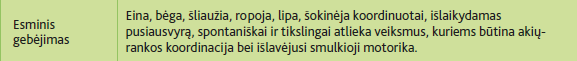 Esminis
gebėjimas
Eina, bėga, šliaužia, ropoja, lipa, šokinėja koordinuotai, išlaikydamas
pusiausvyrą, spontaniškai ir tikslingai atlieka veiksmus, kuriems būtina akių-
rankos koordinacija bei išlavėjusi smulkioji motorika.